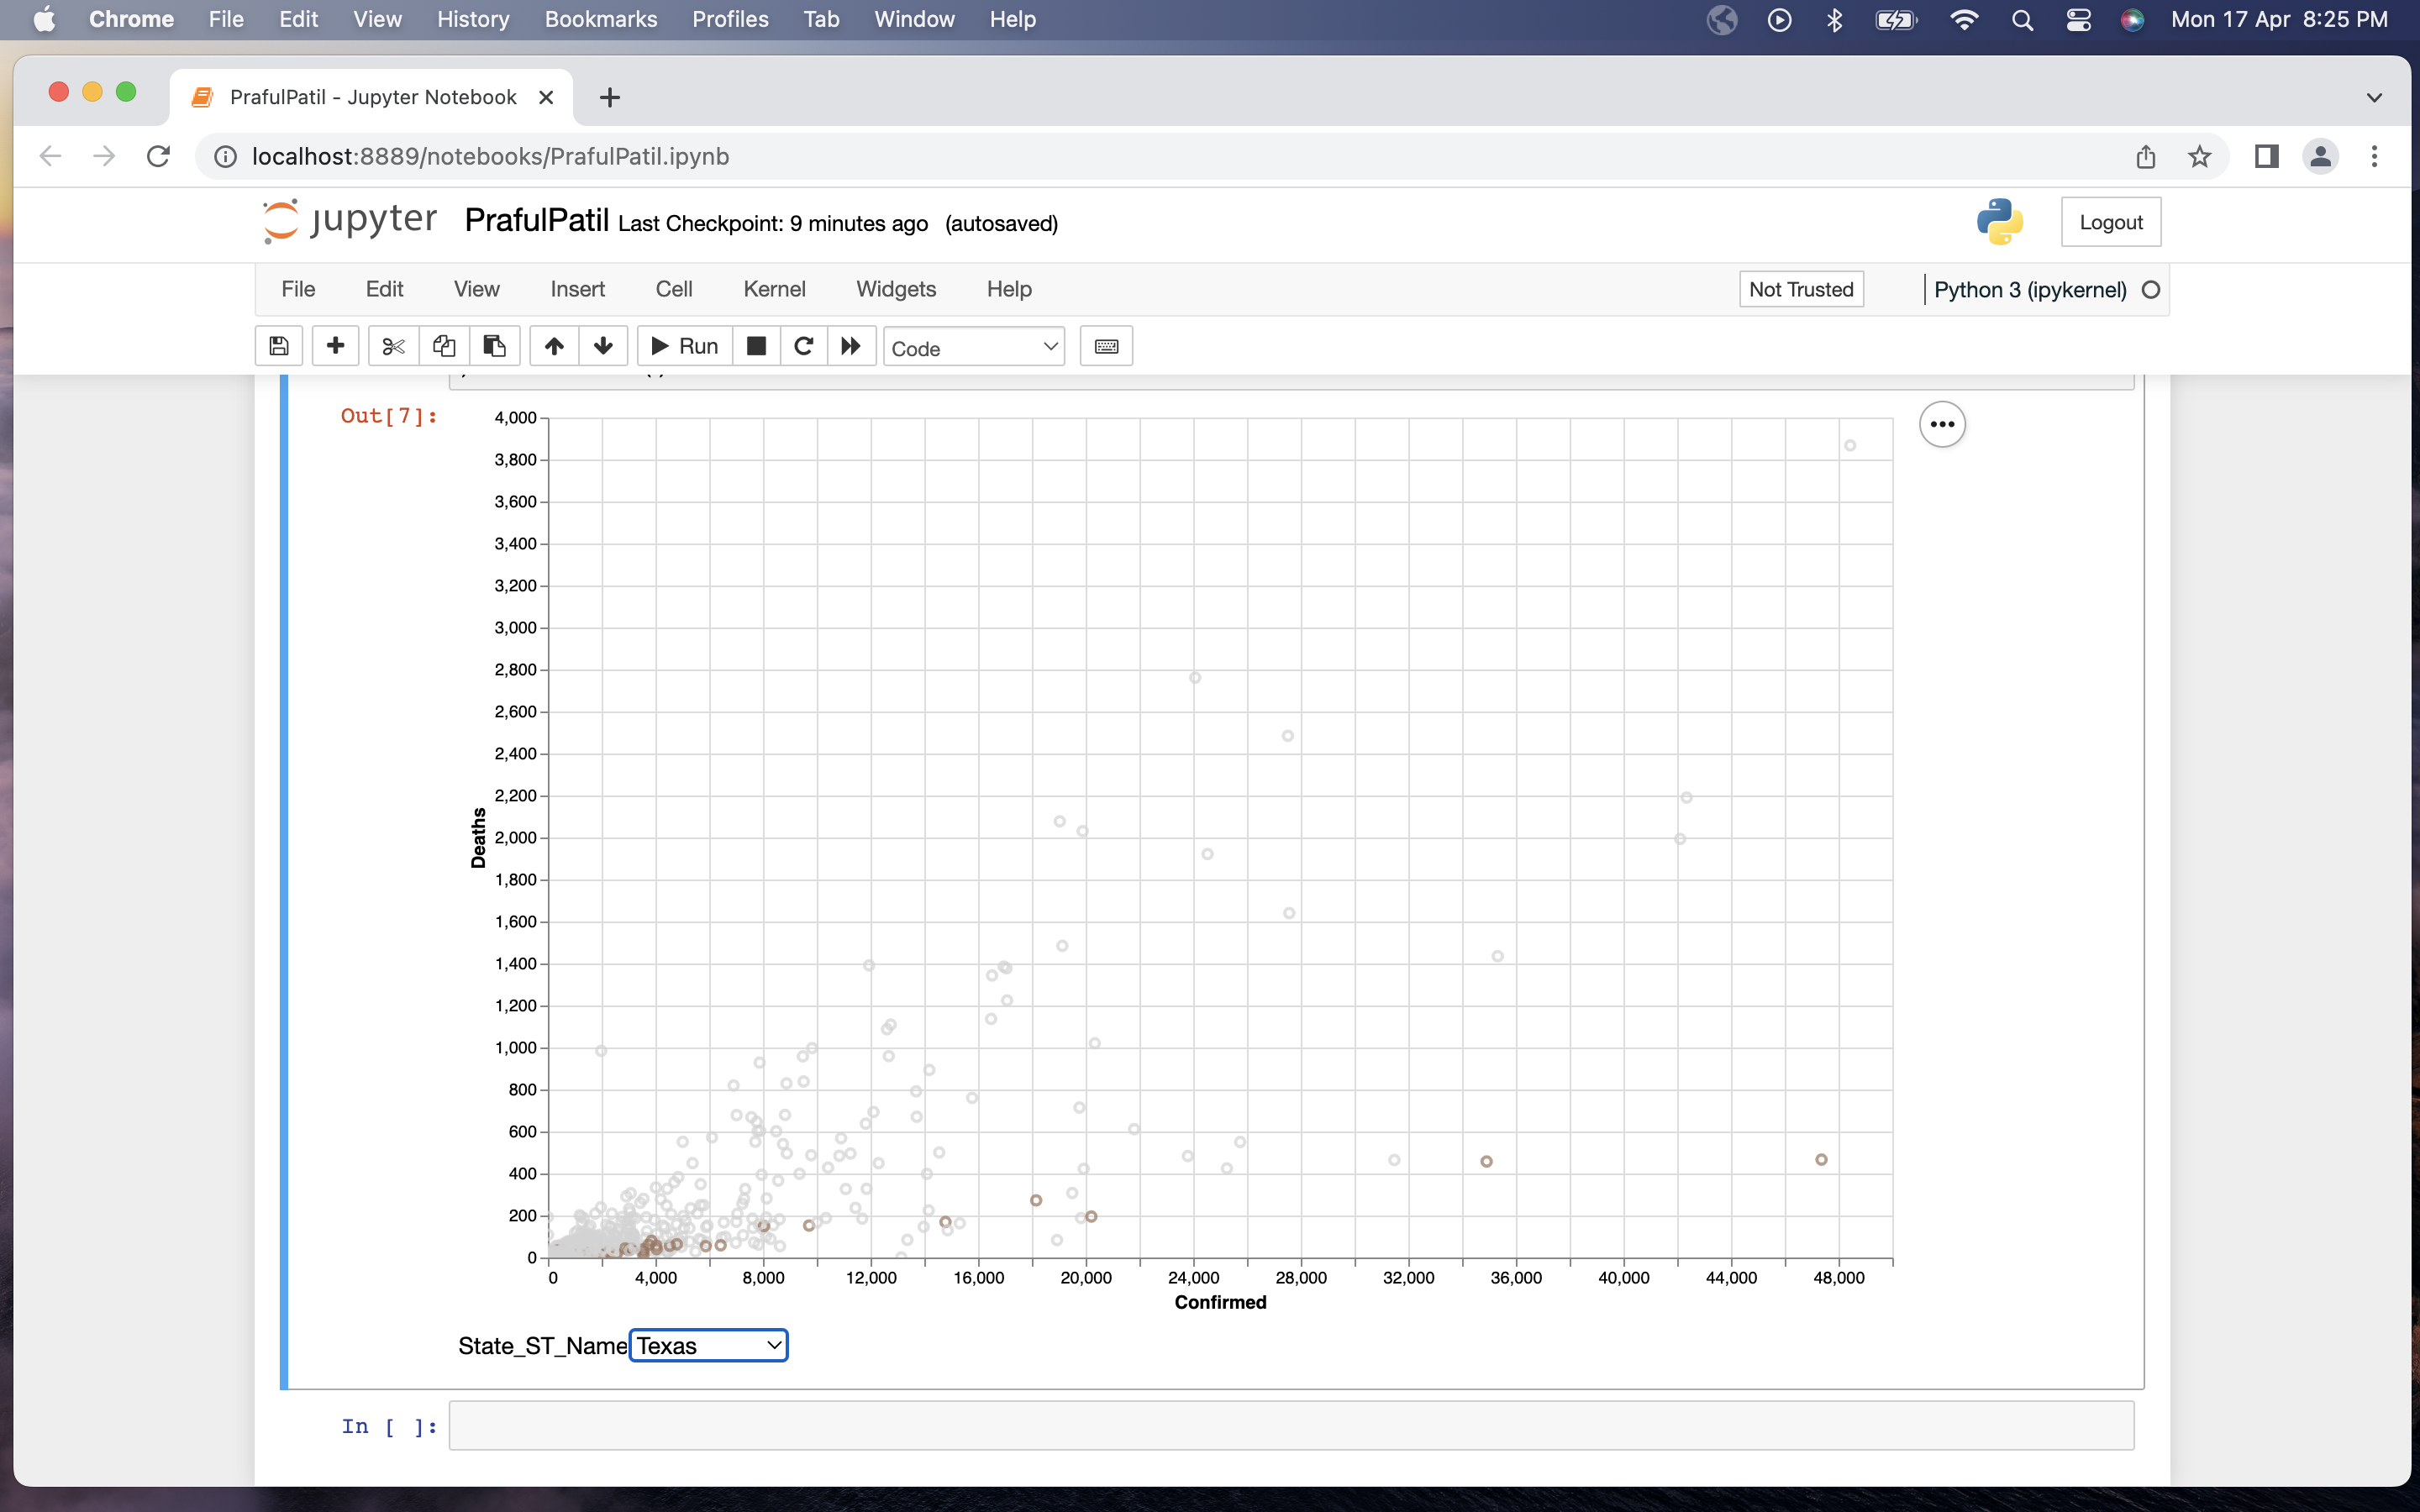 Chrome File Edit View History Bookmarks Profiles Tab Window Help Mon 17 Apr 8:25 PM
PrafulPatil - Jupyter Notebook
localhost:8889/notebooks/PrafulPatil.ipynb
jupyter PrafulPatil Last Checkpoint: 9 minutes ago (autosaved) Logout
File Edit View Insert Cell Kernel Widgets Help Not Trusted Python 3 (ipykernel)
Run Code
Out[7]:
4,000
3,800
3,600
3,400
3,200
3,000
2,800
2,600
2,400
2,200
2,000
1,800
1,600
1,400
1,200
1,000
800
600
400
200
0
Deaths
0 4,000 8,000 12,000 16,000 20,000 24,000 28,000 32,000 36,000 40,000 44,000 48,000
Confirmed
State_ST_Name Texas
In [ ]: